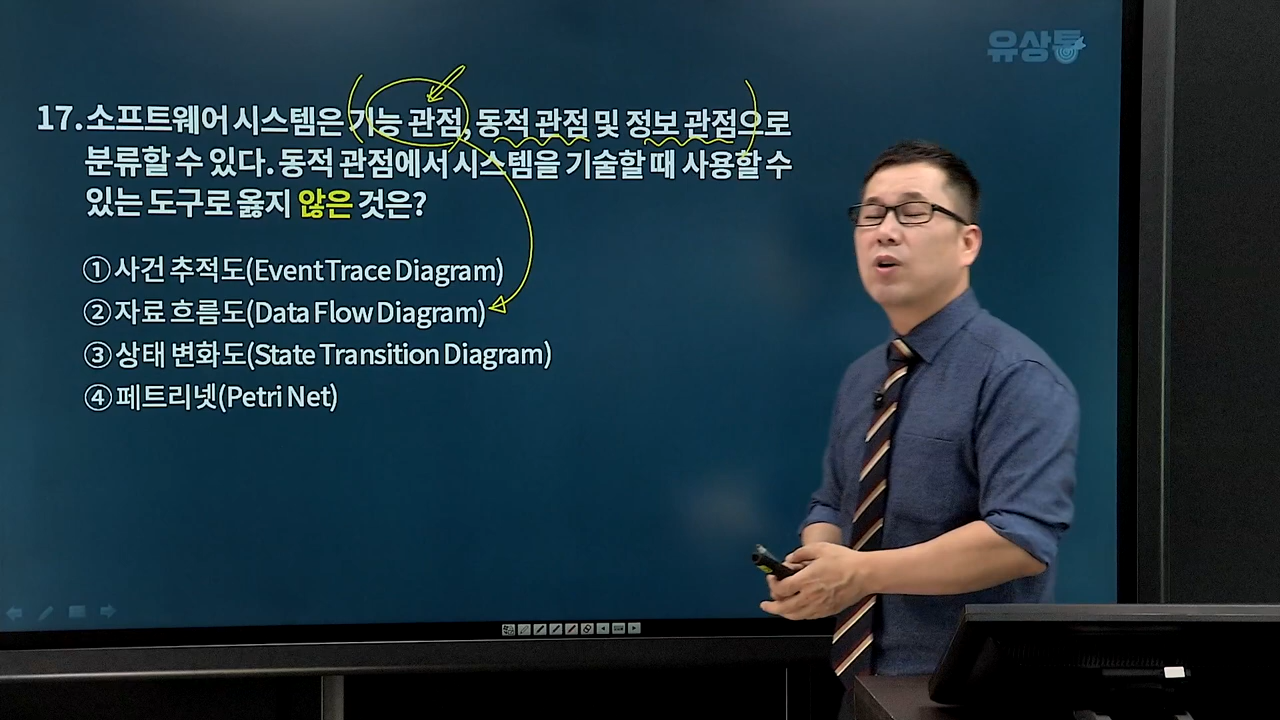 유상통
17. 소프트웨어 시스템은 기능 관점, 동적 관점 및 정보 관점으로
분류할 수 있다. 동적 관점에서 시스템을 기술할 때 사용할 수
있는 도구로 옳지 않은 것은?
① 사건 추적도(Event Trace Diagram)
② 자료 흐름도(Data Flow Diagram)
③ 상태 변화도(State Transition Diagram)
④ 페트리넷(Petri Net)